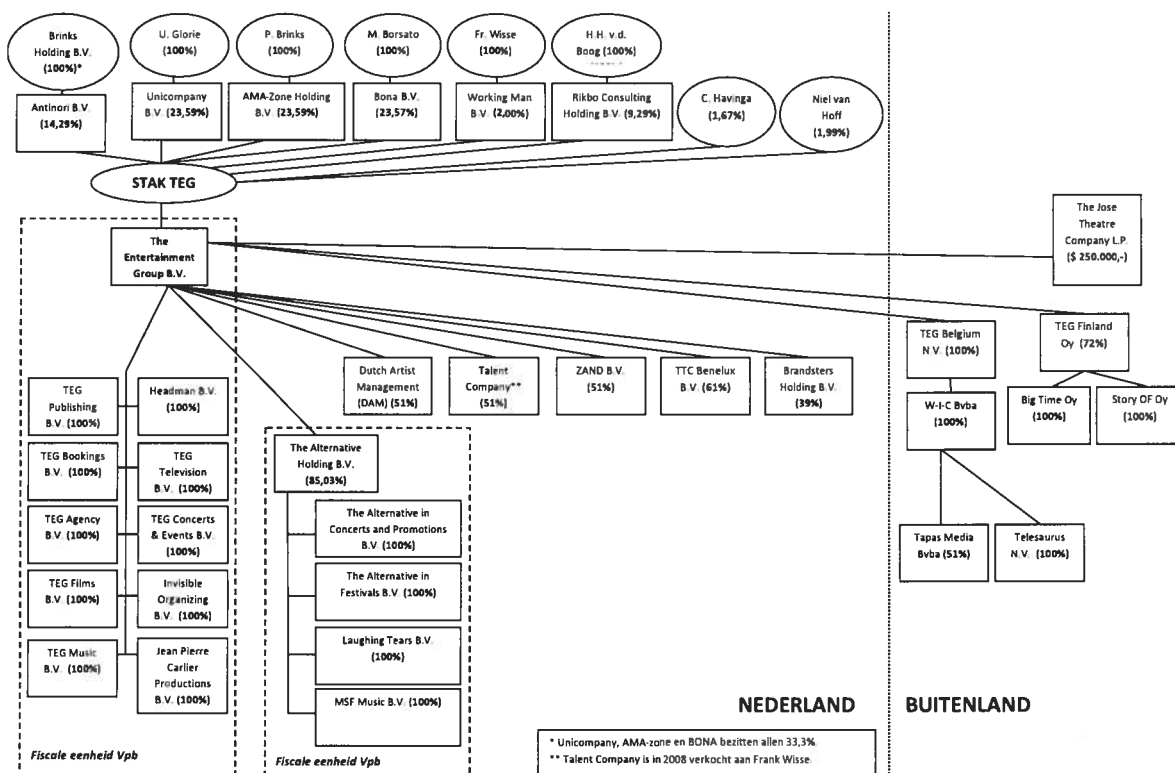 Brinks
Holding B.V.
(100%)*
U. Glorie
(100%)
P. Brinks
(100%)
M. Borsato
(100%)
Fr. Wisse
(100%)
H.H. v.d.
Boog (100%)
Antinori B.V.
(14,29%)
Unicompany
B.V. (23,59%)
AMA-Zone Holding
B.V. (23,59%)
Bona B.V.
(23,57%)
Working Man
B.V. (2,00%)
Rikbo Consulting
Holding B.V. (9,29%)
C. Havinga
(1,67%)
Niel van
Hoff
(1,99%)
STAK TEG
The
Entertainment
Group B.V.
The Jose
Theatre
Company L.P.
($ 250.000,-)
TEG Belgium
N.V. (100%)
TEG Finland
Oy (72%)
Dutch Artist
Management
(DAM) (51%)
Talent
Company**
(51%)
ZAND B.V.
(51%)
TTC Benelux
B.V. (61%)
Brandsters
Holding B.V.
(39%)
W-I-C Bvba
(100%)
Big Time Oy
(100%)
Story OF Oy
(100%)
TEG
Publishing
B.V. (100%)
Headman B.V.
(100%)
TEG Bookings
B.V. (100%)
TEG
Television
B.V. (100%)
TEG Agency
B.V. (100%)
TEG Concerts
& Events B.V.
(100%)
TEG Films
B.V. (100%)
Invisible
Organizing
B.V. (100%)
TEG Music
B.V. (100%)
Jean Pierre
Carlier
Productions
B.V. (100%)
Fiscale eenheid Vpb
The Alternative
Holding B.V.
(85,03%)
The Alternative in
Concerts and Promotions
B.V. (100%)
The Alternative in
Festivals B.V. (100%)
Laughing Tears B.V.
(100%)
MSF Music B.V. (100%)
Fiscale eenheid Vpb
Tapas Media
Bvba (51%)
Telesaurus
N.V. (100%)
NEDERLAND
BUITENLAND
* Unicompany, AMA-zone en BONA bezitten allen 33,3%.
** Talent Company is in 2008 verkocht aan Frank Wisse.